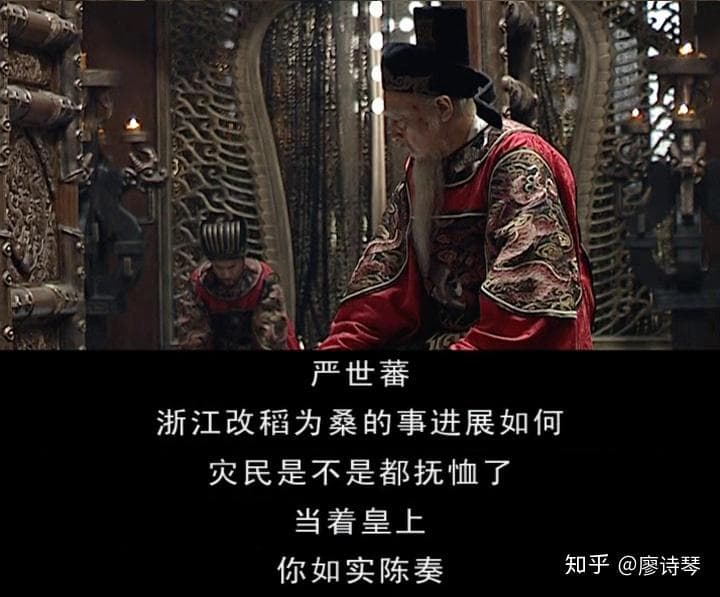 严世蕃
浙江改稻为桑的事进展如何
灾民是不是都抚恤了
当着皇上
你如实陈奏
知乎 @廖诗琴